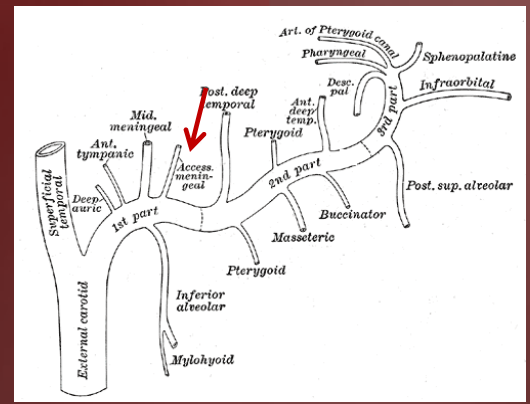 Art. of Pterygoid canal
Pharyngeal
Sphenopalatine
Desc.
pal
Infraorbital
3rd part
Post. deep
temporal
Ant.
deep
temp.
Mid.
meningeal
Pterygoid
Ant.
tympanic
Access.
menin-
geal
2nd part
Post. sup. alveolar
Superficial
temporal
Deep
auric.
1st part
Buccinator
Masseteric
Pterygoid
Inferior
alveolar
External carotid
Mylohyoid